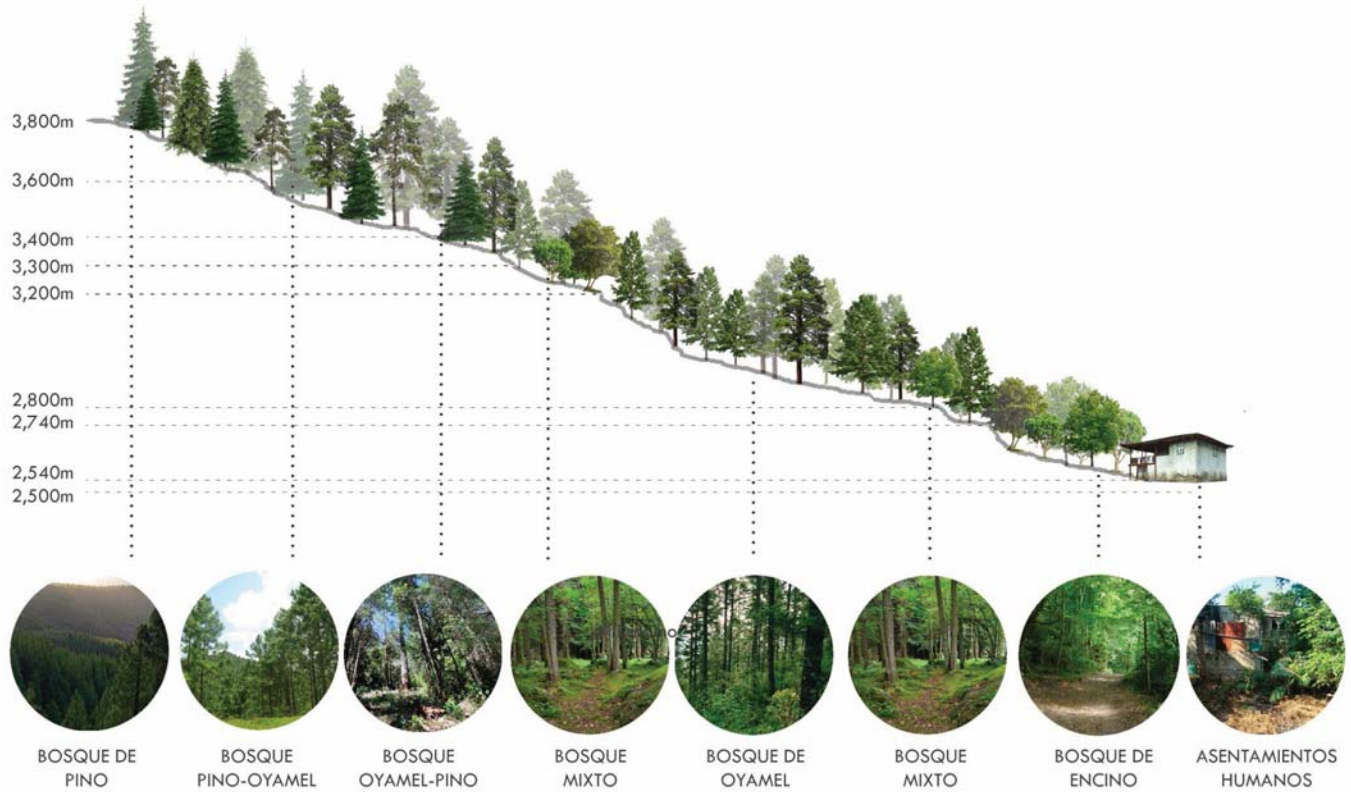 3,800m
3,600m
3,400m
3,300m
3,200m
2,800m
2,740m
2,540m
2,500m
BOSQUE DE
PINO
BOSQUE
PINO-OYAMEL
BOSQUE
OYAMEL-PINO
BOSQUE
MIXTO
BOSQUE DE
OYAMEL
BOSQUE
MIXTO
BOSQUE DE
ENCINO
ASENTAMIENTOS
HUMANOS